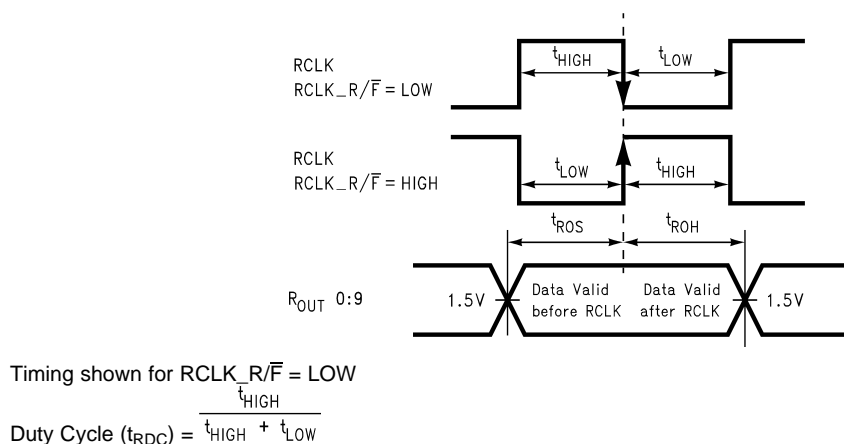 RCLK
RCLK_R/F̅ = LOW
tHIGH
tLOW
RCLK
RCLK_R/F̅ = HIGH
tLOW
tHIGH
tROS
tROH
ROUT 0:9
1.5V
Data Valid
before RCLK
Data Valid
after RCLK
1.5V
Timing shown for RCLK_R/F̅ = LOW
Duty Cycle (tRDC) = tHIGH / tHIGH + tLOW